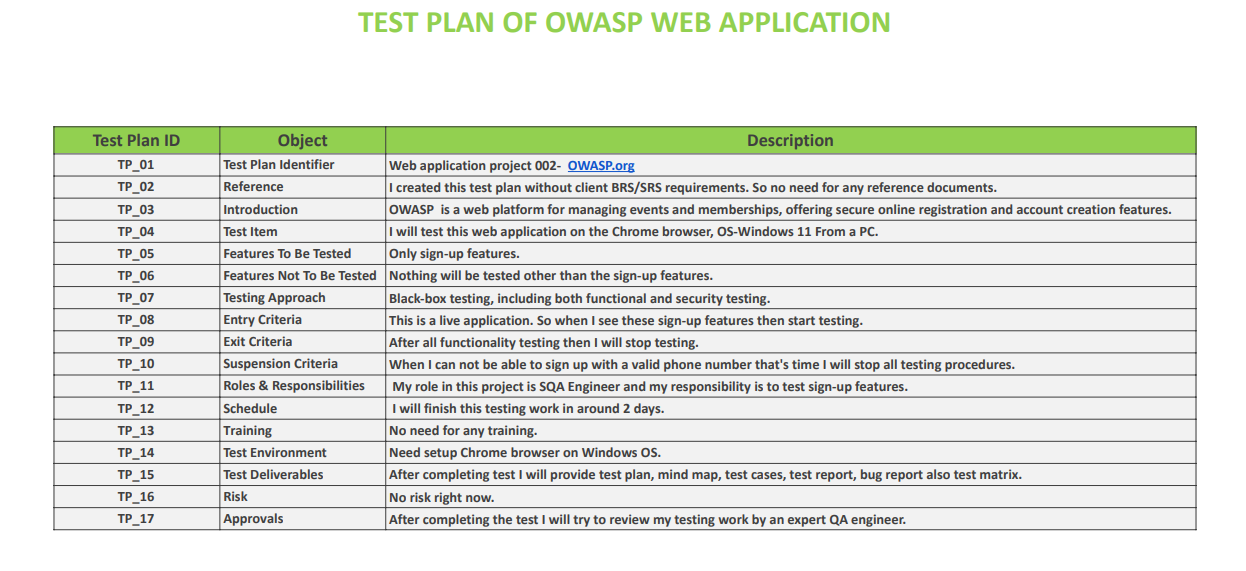 TEST PLAN OF OWASP WEB APPLICATION
Test Plan ID Object Description
TP_01 Test Plan Identifier Web application project 002- OWASP.org
TP_02 Reference I created this test plan without client BRS/SRS requirements. So no need for any reference documents.
TP_03 Introduction OWASP is a web platform for managing events and memberships, offering secure online registration and account creation features.
TP_04 Test Item I will test this web application on the Chrome browser, OS-Windows 11 From a PC.
TP_05 Features To Be Tested Only sign-up features.
TP_06 Features Not To Be Tested Nothing will be tested other than the sign-up features.
TP_07 Testing Approach Black-box testing, including both functional and security testing.
TP_08 Entry Criteria This is a live application. So when I see these sign-up features then start testing.
TP_09 Exit Criteria After all functionality testing then I will stop testing.
TP_10 Suspension Criteria When I can not be able to sign up with a valid phone number that's time I will stop all testing procedures.
TP_11 Roles & Responsibilities My role in this project is SQA Engineer and my responsibility is to test sign-up features.
TP_12 Schedule I will finish this testing work in around 2 days.
TP_13 Training No need for any training.
TP_14 Test Environment Need setup Chrome browser on Windows OS.
TP_15 Test Deliverables After completing test I will provide test plan, mind map, test cases, test report, bug report also test matrix.
TP_16 Risk No risk right now.
TP_17 Approvals After completing the test I will try to review my testing work by an expert QA engineer.